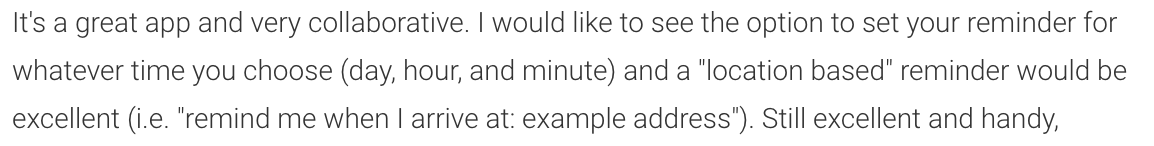 It's a great app and very collaborative. I would like to see the option to set your reminder for
whatever time you choose (day, hour, and minute) and a "location based" reminder would be
excellent (i.e. "remind me when I arrive at: example address"). Still excellent and handy,